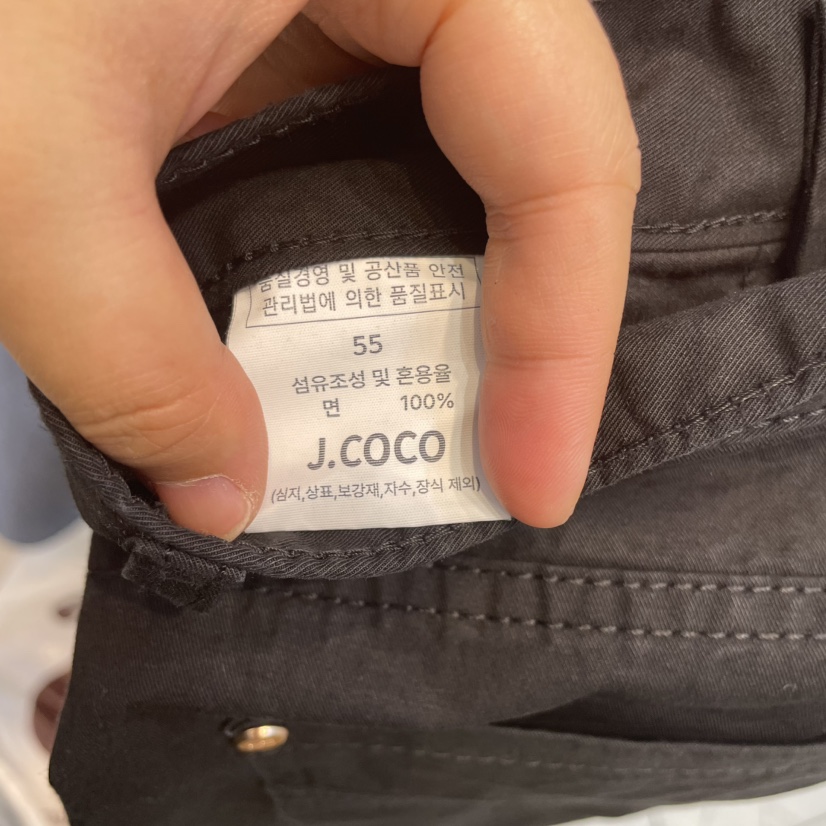 품질경영 및 공산품 안전
관리법에 의한 품질표시
55
섬유조성 및 혼용율
면 100%
J.COCO
(심지,상표,보강재,자수,장식 제외)